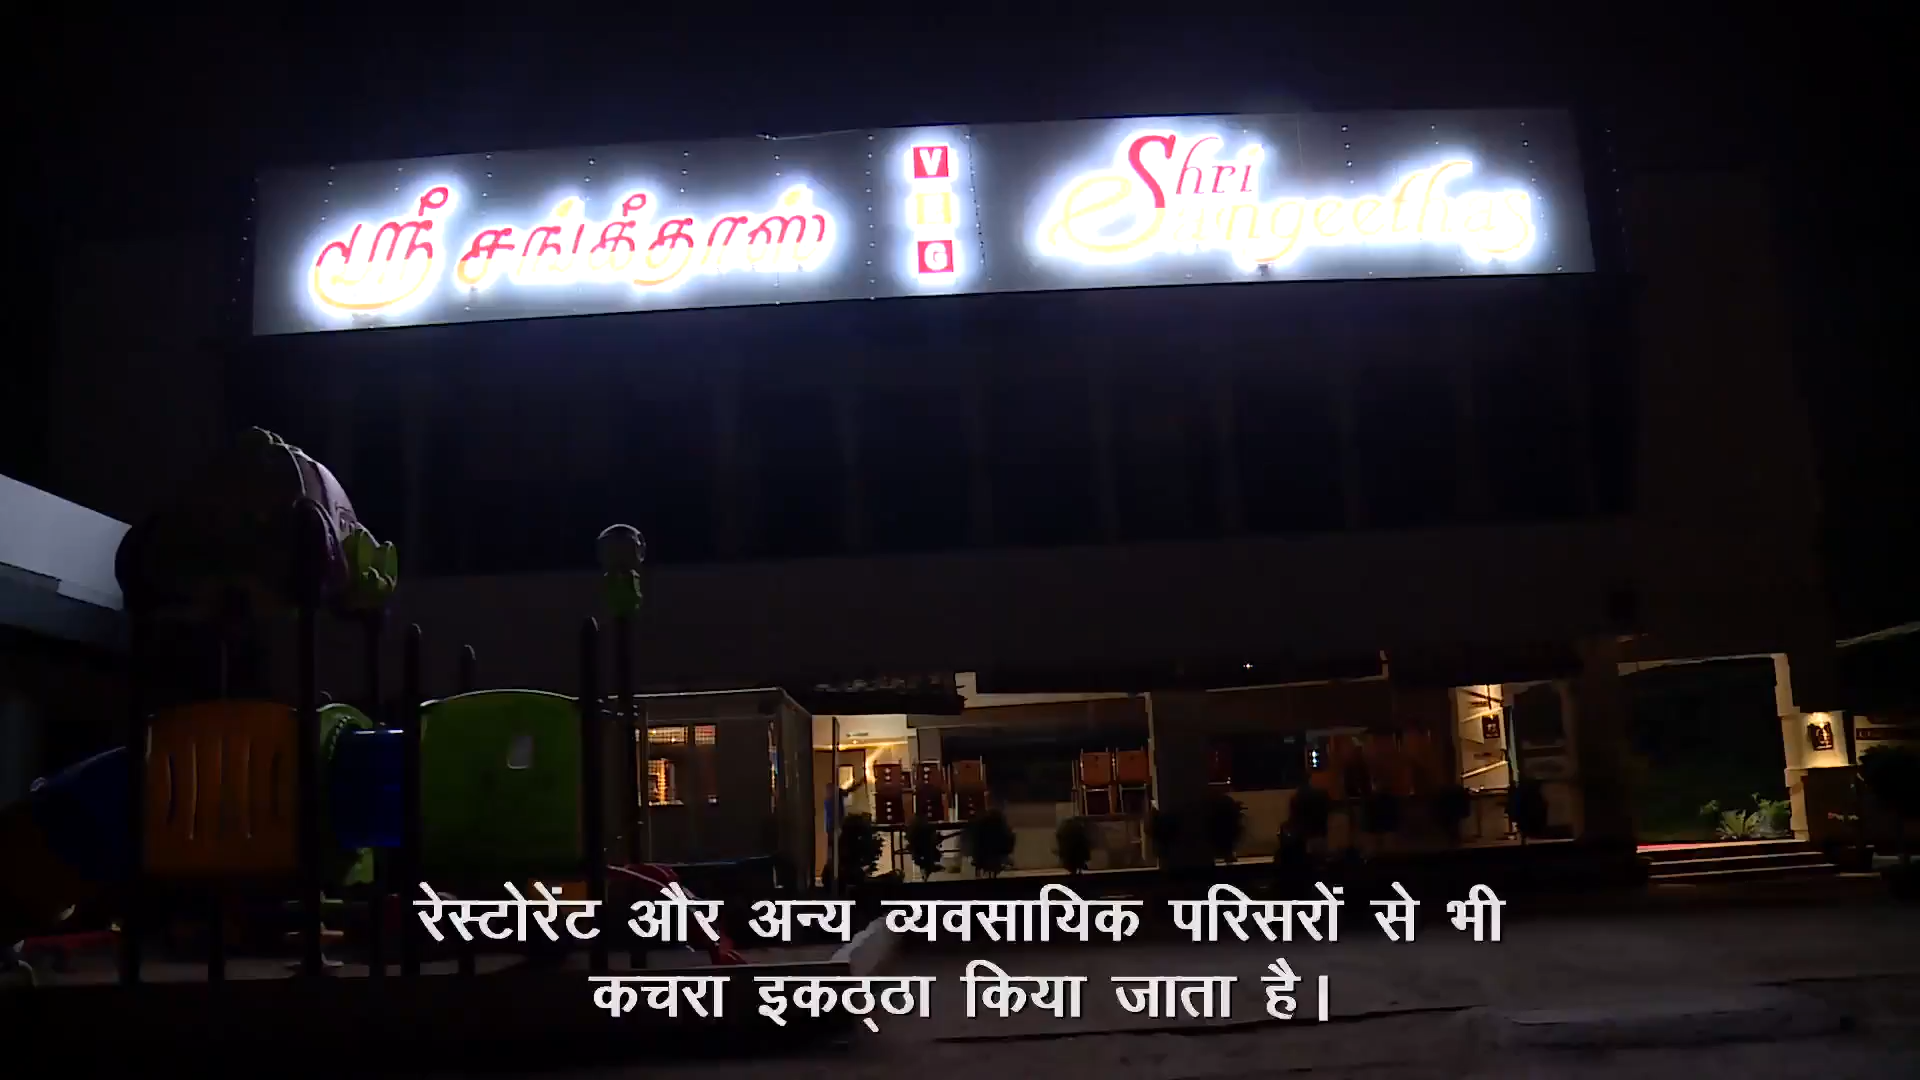 ஸ்ரீ சங்கீதாஸ்
VEG
Shri
Sangeethas
रेस्टोरेंट और अन्य व्यवसायिक परिसरों से भी
कचरा इकठ्ठा किया जाता है।